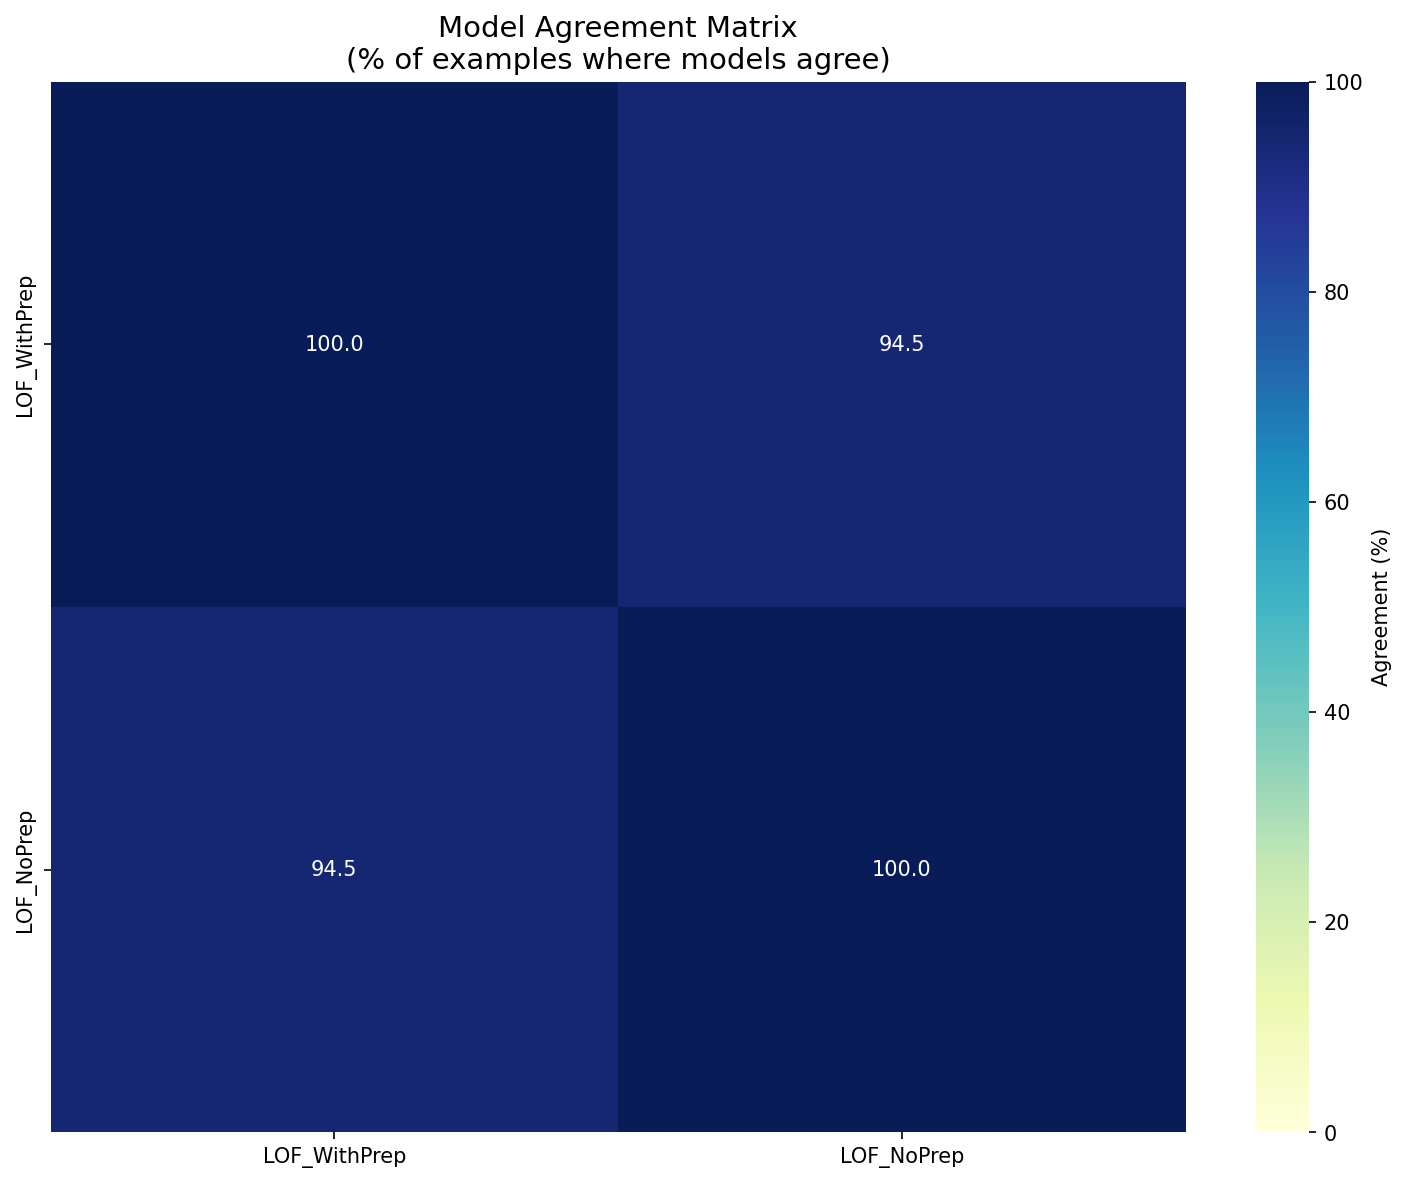 Model Agreement Matrix
(% of examples where models agree)
LOF_WithPrep
100.0
94.5
LOF_NoPrep
94.5
100.0
LOF_WithPrep
LOF_NoPrep
100
80
60
40
20
0
Agreement (%)